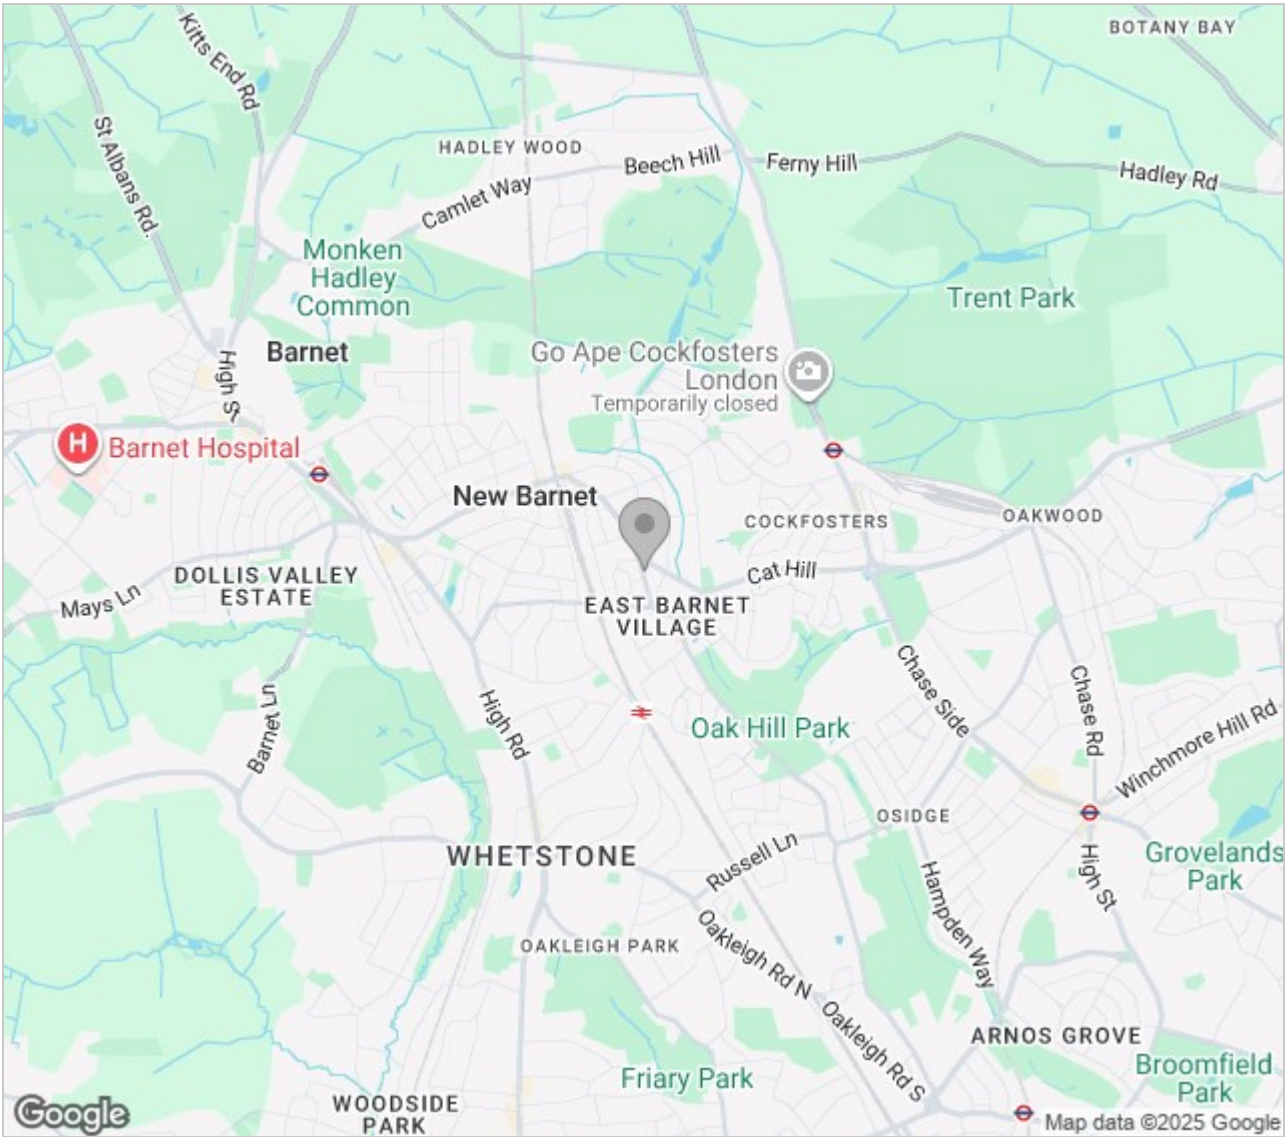 BOTANY BAY
Kitts End Rd
St Albans Rd.
HADLEY WOOD
Beech Hill
Ferny Hill
Hadley Rd
Camlet Way
Monken
Hadley
Common
Trent Park
Barnet
High St
Go Ape Cockfosters
London
Temporarily closed
H
Barnet Hospital
New Barnet
COCKFOSTERS
OAKWOOD
DOLLIS VALLEY
ESTATE
Mays Ln
Cat Hill
EAST BARNET
VILLAGE
Barnet Ln
High Rd
Chase Side
Chase Rd
Winchmore Hill Rd
Oak Hill Park
OSIDGE
WHETSTONE
Russell Ln
High St
Grovelands
Park
Hampden Way
OAKLEIGH PARK
Oakleigh Rd N
Oakleigh Rd S
ARNOS GROVE
Friary Park
Broomfield
Park
WOODSIDE
PARK
Google
Map data ©2025 Google